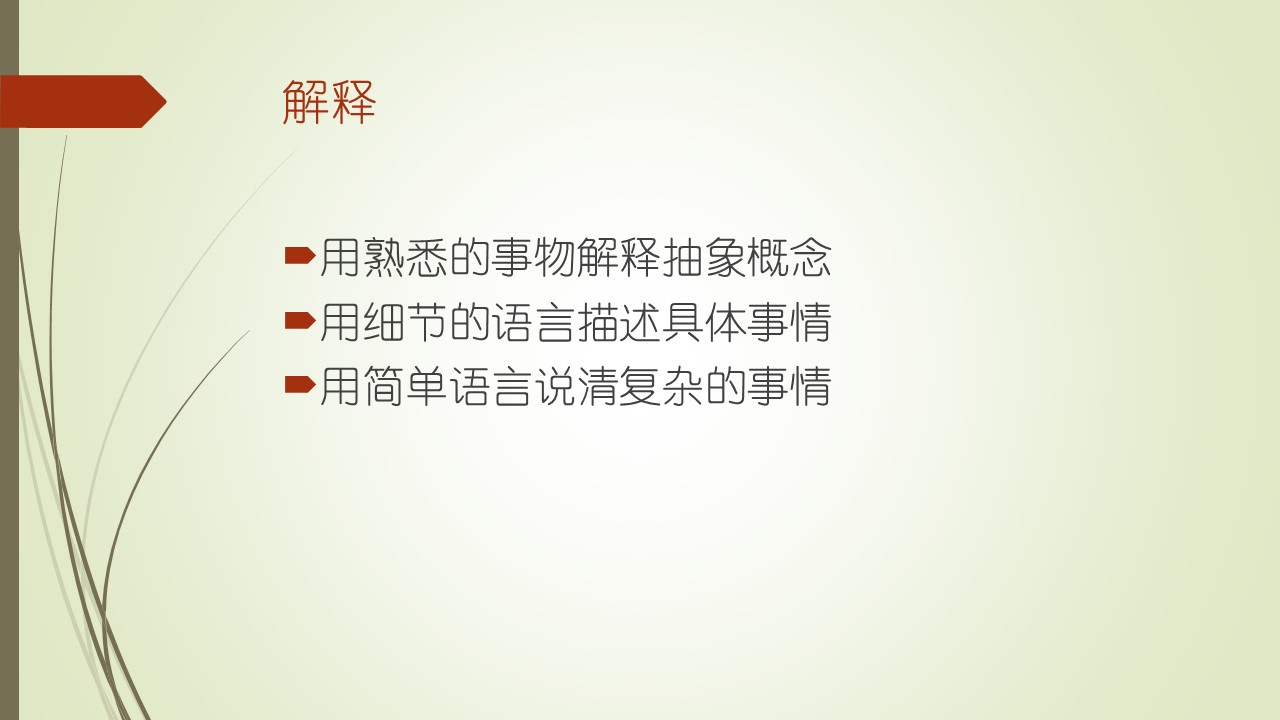 解释
用熟悉的事物解释抽象概念
用细节的语言描述具体事情
用简单语言说清复杂的事情